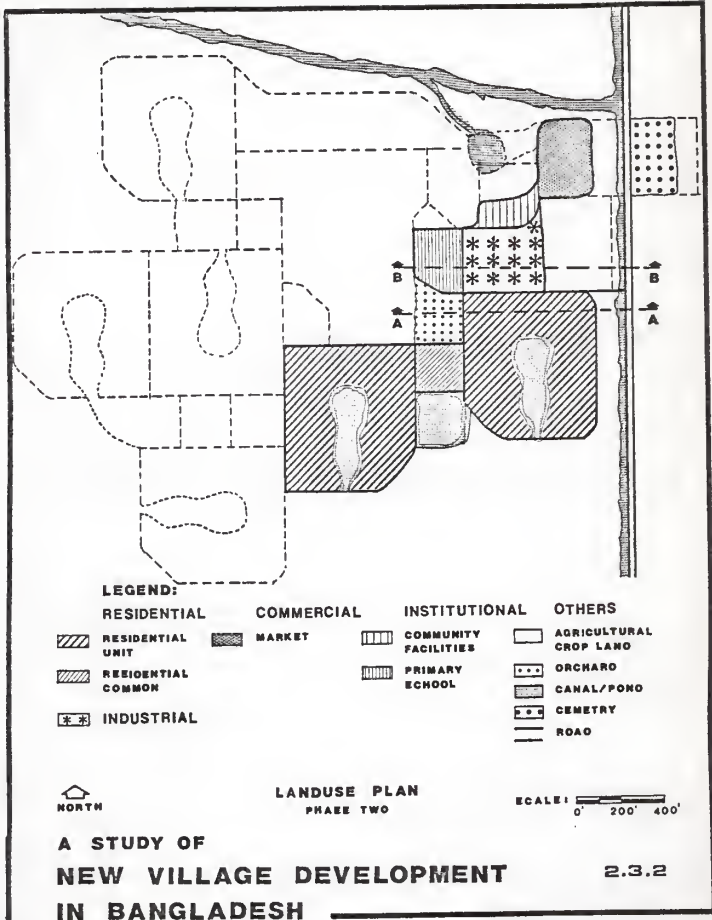 B
B
A
A
LEGEND:
RESIDENTIAL COMMERCIAL INSTITUTIONAL OTHERS
RESIDENTIAL UNIT
RESIDENTIAL COMMON
** INDUSTRIAL
MARKET
COMMUNITY FACILITIES
PRIMARY SCHOOL
AGRICULTURAL CROP LAND
ORCHARD
CANAL/POND
CEMETRY
ROAD
NORTH
LANDUSE PLAN
PHASE TWO
SCALE:
0' 200' 400'
A STUDY OF
NEW VILLAGE DEVELOPMENT 2.3.2
IN BANGLADESH